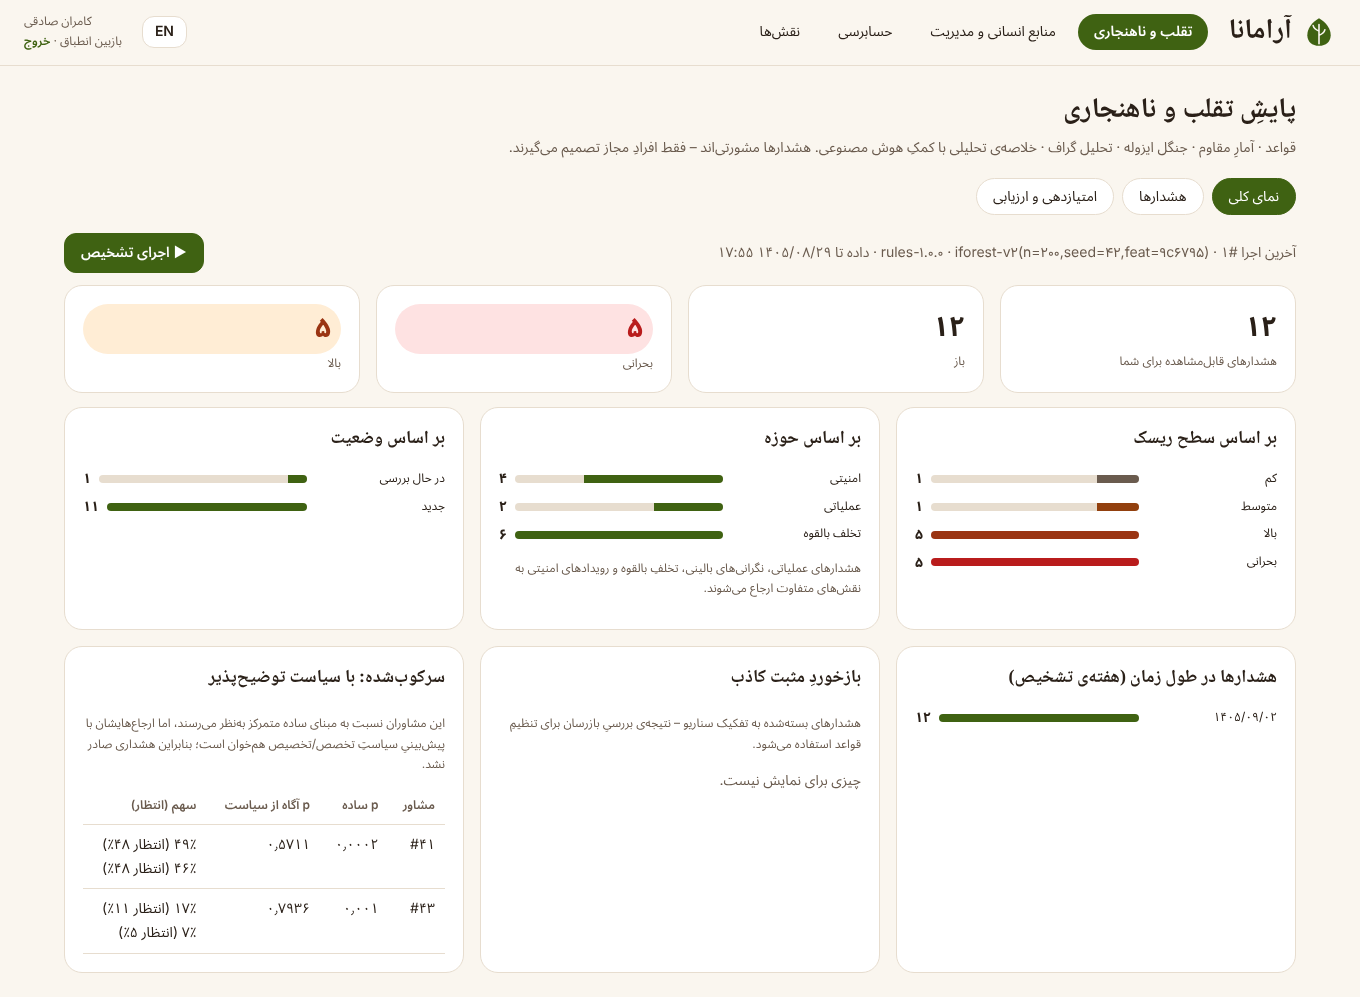 آرامانا
تقلب و ناهنجاری
منابع انسانی و مدیریت
حسابرسی
نقش‌ها
EN
کامران صادقی
بازبین انطباق · خروج
پایشِ تقلب و ناهنجاری
قواعد · آمارِ مقاوم · جنگل ایزوله · تحلیل گراف · خلاصه‌ی تحلیلی با کمکِ هوش مصنوعی. هشدارها مشورتی‌اند – فقط افرادِ مجاز تصمیم می‌گیرند.
نمای کلی
هشدارها
امتیازدهی و ارزیابی
آخرین اجرا #۱ · rules-۱.۰.۰ · iforest-v۲(n=۲۰۰,seed=۴۲,feat=۹c۶۷۹۵) · داده تا ۱۴۰۵/۰۸/۲۹ ۱۷:۵۵
▶ اجرای تشخیص
۱۲
هشدارهای قابل‌مشاهده برای شما
۱۲
باز
۵
بحرانی
۵
بالا
بر اساس سطح ریسک
کم ۱
متوسط ۱
بالا ۵
بحرانی ۵
بر اساس حوزه
امنیتی ۴
عملیاتی ۲
تخلف بالقوه ۶
هشدارهای عملیاتی، نگرانی‌های بالینی، تخلفِ بالقوه و رویدادهای امنیتی به
نقش‌های متفاوت ارجاع می‌شوند.
بر اساس وضعیت
در حال بررسی ۱
جدید ۱۱
هشدارها در طول زمان (هفته‌ی تشخیص)
۱۴۰۵/۰۹/۰۲ ۱۲
بازخوردِ مثبت کاذب
هشدارهای بسته‌شده به تفکیک سناریو – نتیجه‌ی بررسیِ بازرسان برای تنظیمِ
قواعد استفاده می‌شود.
چیزی برای نمایش نیست.
سرکوب‌شده: با سیاست توضیح‌پذیر
این مشاوران نسبت به مبنای ساده متمرکز به‌نظر می‌رسند، اما ارجاع‌هایشان با
پیش‌بینیِ سیاستِ تخصص/تخصیص هم‌خوان است؛ بنابراین هشداری صادر
نشد.
مشاور p ساده p آگاه از سیاست سهم (انتظار)
#۴۱ ۰٫۰۰۰۲ ۰٫۵۷۱۱ ۴۹٪ (انتظار ۴۸٪)
۴۶٪ (انتظار ۴۸٪)
#۴۳ ۰٫۰۰۱ ۰٫۷۹۳۶ ۱۷٪ (انتظار ۱۱٪)
۷٪ (انتظار ۵٪)